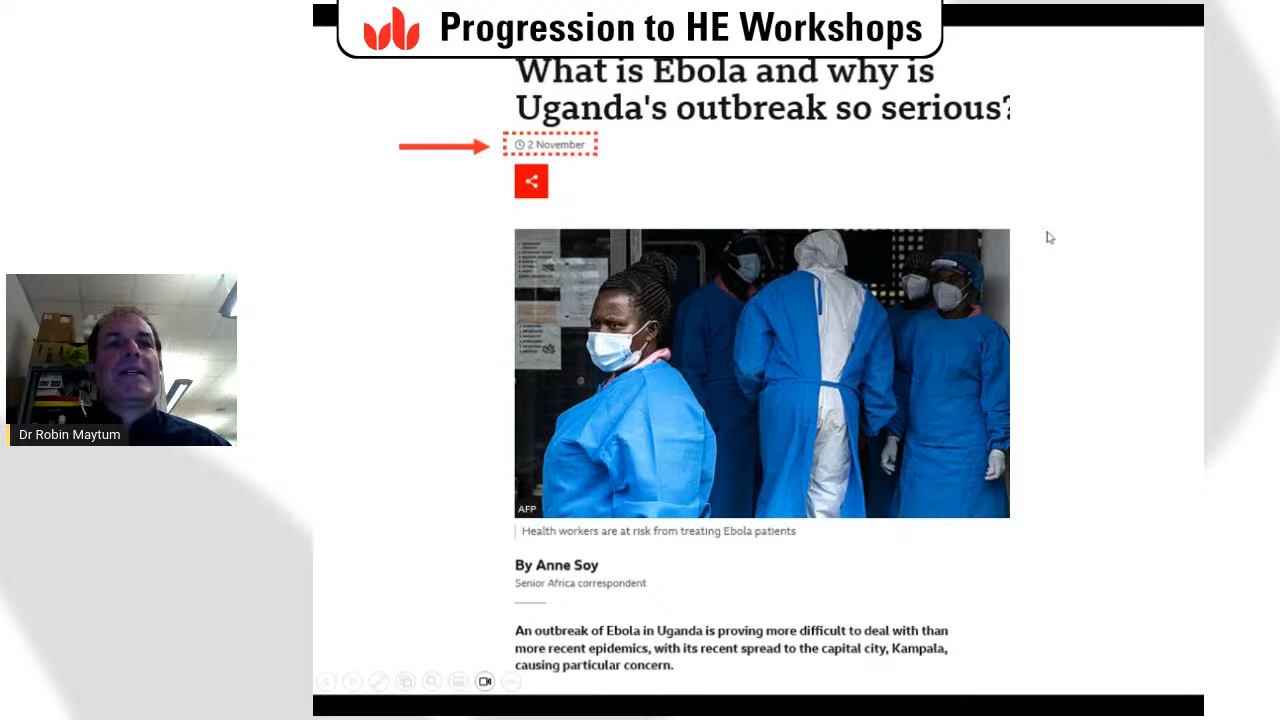 Progression to HE Workshops
What is Ebola and why is
Uganda's outbreak so serious?
2 November
AFP
Health workers are at risk from treating Ebola patients
By Anne Soy
Senior Africa correspondent
An outbreak of Ebola in Uganda is proving more difficult to deal with than
more recent epidemics, with its recent spread to the capital city, Kampala,
causing particular concern.
Dr Robin Maytum